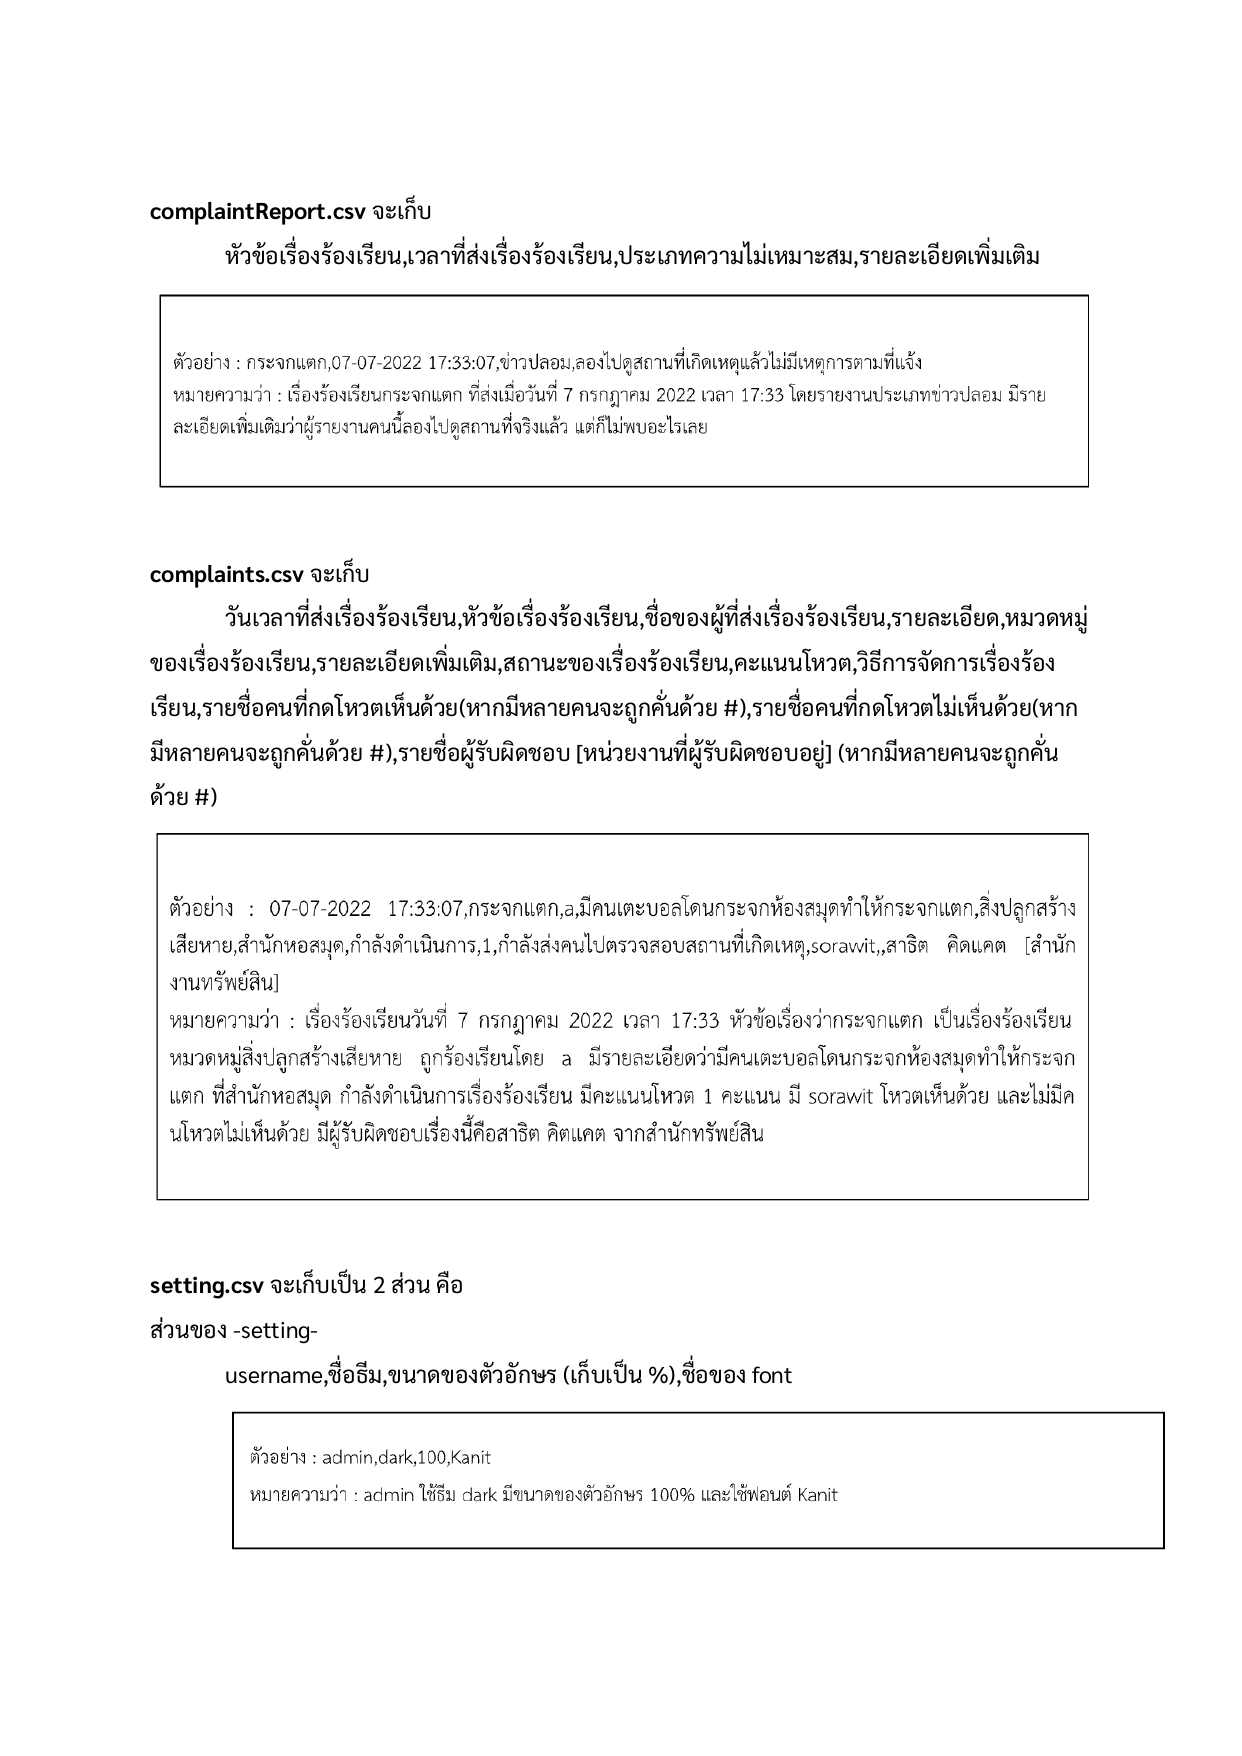 complaintReport.csv จะเก็บ
หัวข้อเรื่องร้องเรียน,เวลาที่ส่งเรื่องร้องเรียน,ประเภทความไม่เหมาะสม,รายละเอียดเพิ่มเติม
ตัวอย่าง : กระจกแตก,07-07-2022 17:33:07,ข่าวปลอม,ลองไปดูสถานที่เกิดเหตุแล้วไม่มีเหตุการตามที่แจ้ง
หมายความว่า : เรื่องร้องเรียนกระจกแตก ที่ส่งเมื่อวันที่ 7 กรกฎาคม 2022 เวลา 17:33 โดยรายงานประเภทข่าวปลอม มีราย
ละเอียดเพิ่มเติมว่าผู้รายงานคนนี้ลองไปดูสถานที่จริงแล้ว แต่ก็ไม่พบอะไรเลย
complaints.csv จะเก็บ
วันเวลาที่ส่งเรื่องร้องเรียน,หัวข้อเรื่องร้องเรียน,ชื่อของผู้ที่ส่งเรื่องร้องเรียน,รายละเอียด,หมวดหมู่
ของเรื่องร้องเรียน,รายละเอียดเพิ่มเติม,สถานะของเรื่องร้องเรียน,คะแนนโหวต,วิธีการจัดการเรื่องร้อง
เรียน,รายชื่อคนที่กดโหวตเห็นด้วย(หากมีหลายคนจะถูกคั่นด้วย #),รายชื่อคนที่กดโหวตไม่เห็นด้วย(หาก
มีหลายคนจะถูกคั่นด้วย #),รายชื่อผู้รับผิดชอบ [หน่วยงานที่ผู้รับผิดชอบอยู่] (หากมีหลายคนจะถูกคั่น
ด้วย #)
ตัวอย่าง : 07-07-2022 17:33:07,กระจกแตก,a,มีคนเตะบอลโดนกระจกห้องสมุดทำให้กระจกแตก,สิ่งปลูกสร้าง
เสียหาย,สำนักหอสมุด,กำลังดำเนินการ,1,กำลังส่งคนไปตรวจสอบสถานที่เกิดเหตุ,sorawit,,สาธิต คิดแคต [สำนัก
งานทรัพย์สิน]
หมายความว่า : เรื่องร้องเรียนวันที่ 7 กรกฎาคม 2022 เวลา 17:33 หัวข้อเรื่องว่ากระจกแตก เป็นเรื่องร้องเรียน
หมวดหมู่สิ่งปลูกสร้างเสียหาย ถูกร้องเรียนโดย a มีรายละเอียดว่ามีคนเตะบอลโดนกระจกห้องสมุดทำให้กระจก
แตก ที่สำนักหอสมุด กำลังดำเนินการเรื่องร้องเรียน มีคะแนนโหวต 1 คะแนน มี sorawit โหวตเห็นด้วย และไม่มีค
นโหวตไม่เห็นด้วย มีผู้รับผิดชอบเรื่องนี้คือสาธิต คิตแคต จากสำนักทรัพย์สิน
setting.csv จะเก็บเป็น 2 ส่วน คือ
ส่วนของ -setting-
username,ชื่อธีม,ขนาดของตัวอักษร (เก็บเป็น %),ชื่อของ font
ตัวอย่าง : admin,dark,100,Kanit
หมายความว่า : admin ใช้ธีม dark มีขนาดของตัวอักษร 100% และใช้ฟอนต์ Kanit